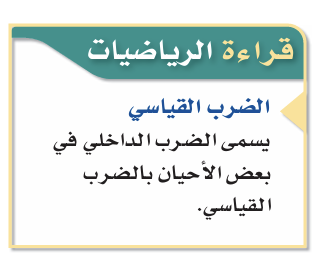 قراءة الرياضيات
الضرب القياسي
يسمى الضرب الداخلي في
بعض الأحيان بالضرب
القياسي.